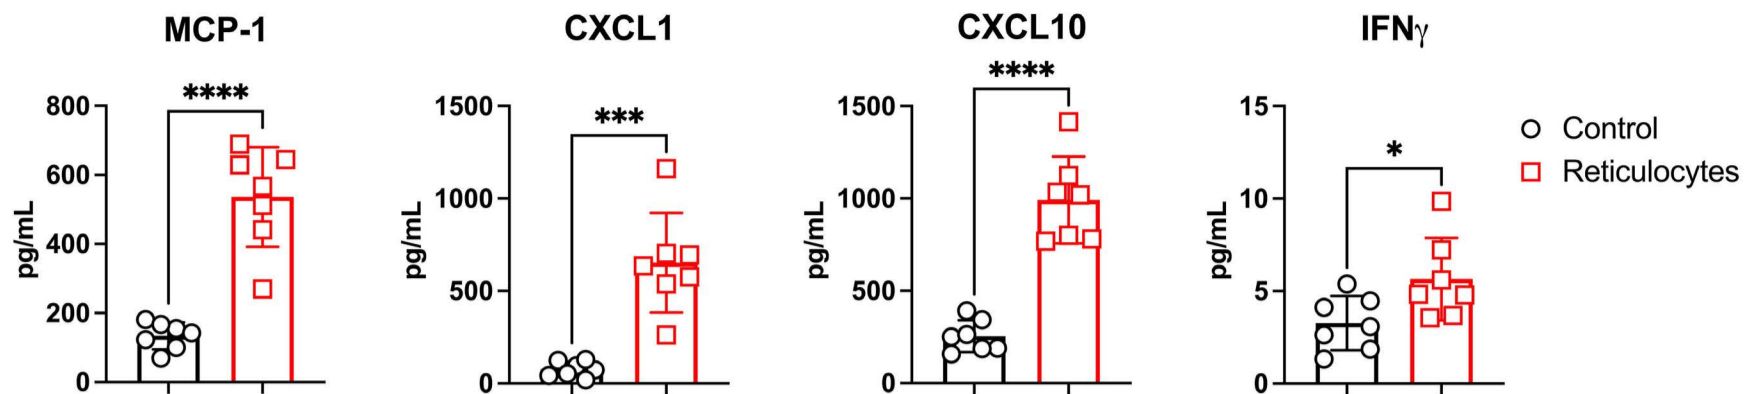 MCP-1
****
800
600
400
200
0
pg/mL
CXCL1
***
1500
1000
500
0
pg/mL
CXCL10
****
1500
1000
500
0
pg/mL
IFNγ
*
15
10
5
0
pg/mL
Control
Reticulocytes